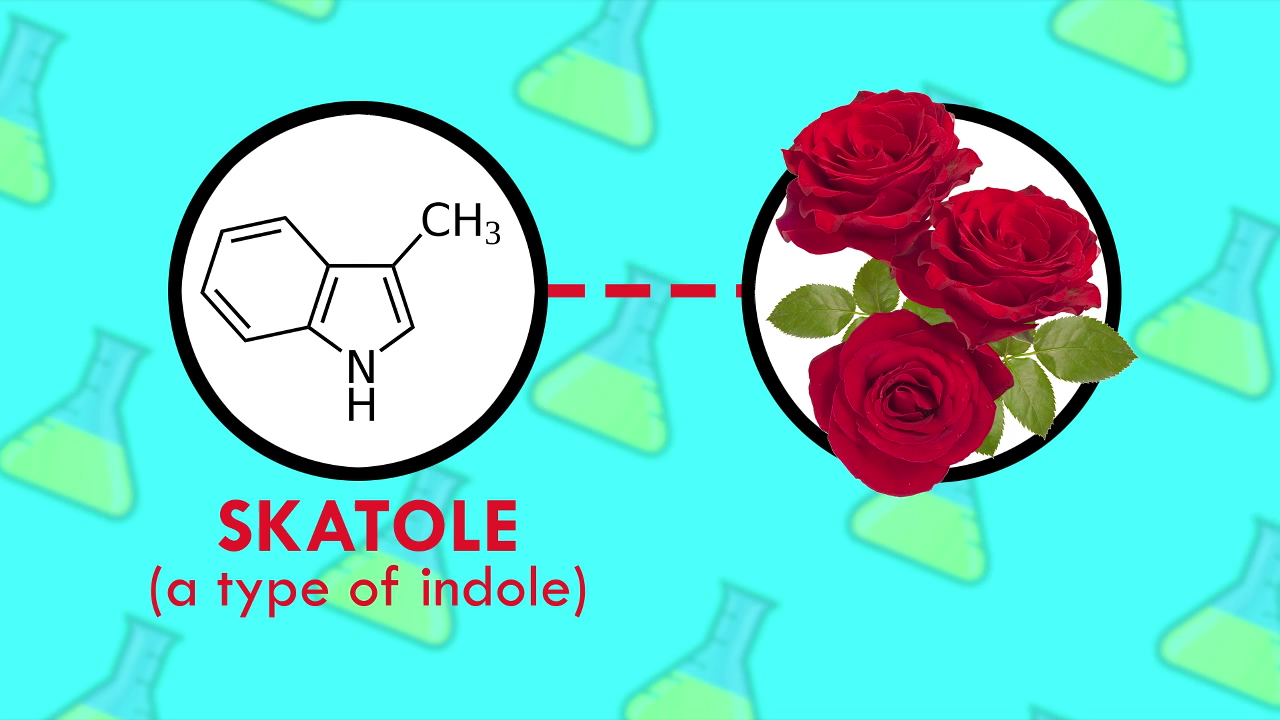 CH₃
N
H
SKATOLE
(a type of indole)